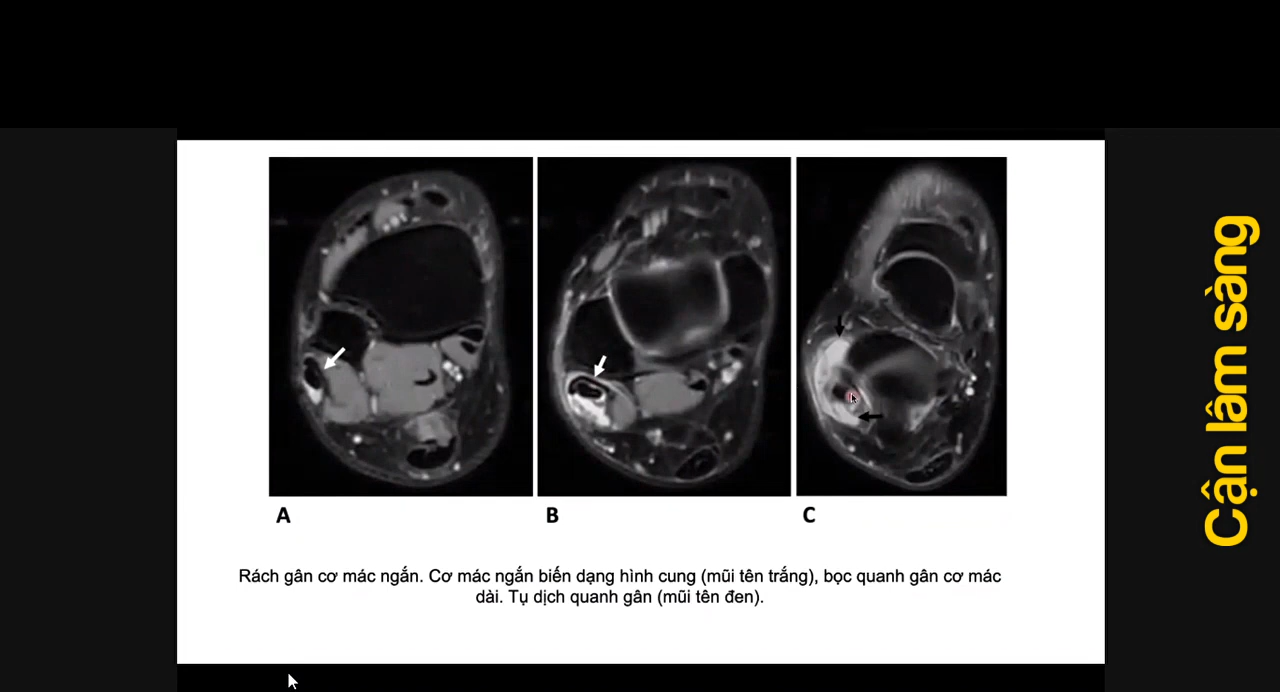 A
B
C
Rách gân cơ mác ngắn. Cơ mác ngắn biến dạng hình cung (mũi tên trắng), bọc quanh gân cơ mác
dài. Tụ dịch quanh gân (mũi tên đen).
Cận lâm sàng